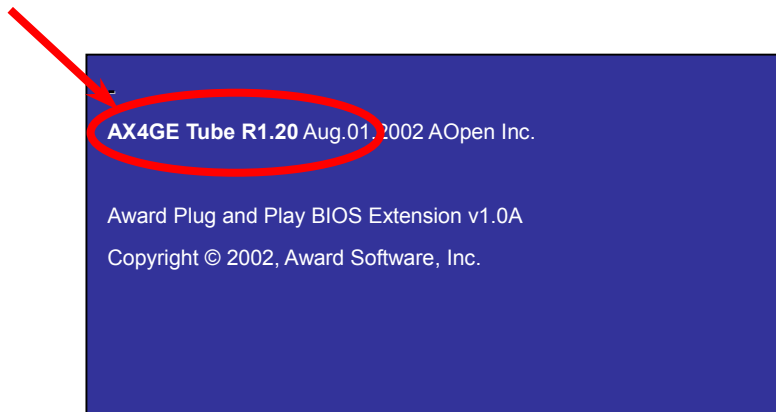 AX4GE Tube R1.20 Aug.01.2002 AOpen Inc.
Award Plug and Play BIOS Extension v1.0A
Copyright © 2002, Award Software, Inc.